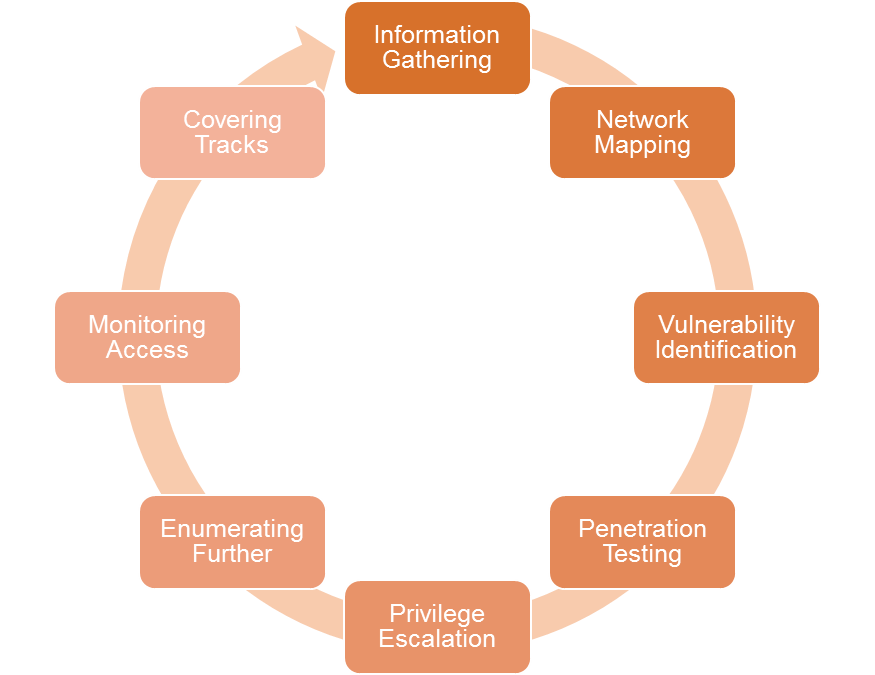 Information
Gathering
Network
Mapping
Vulnerability
Identification
Penetration
Testing
Privilege
Escalation
Enumerating
Further
Monitoring
Access
Covering
Tracks